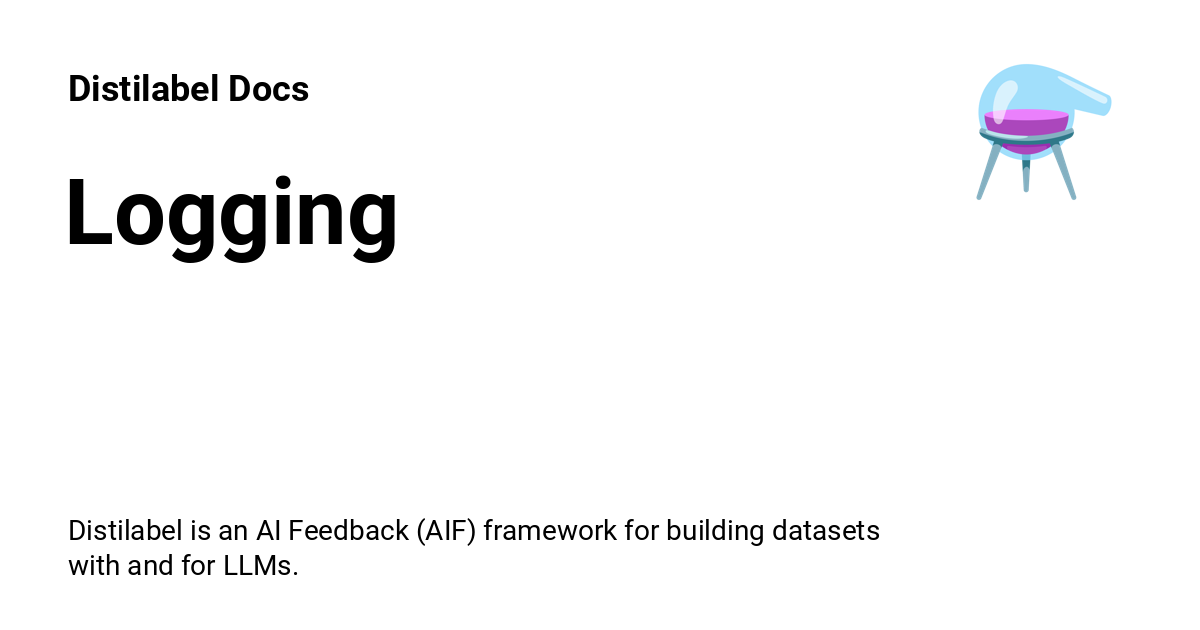 Distilabel Docs
Logging
Distilabel is an AI Feedback (AIF) framework for building datasets
with and for LLMs.